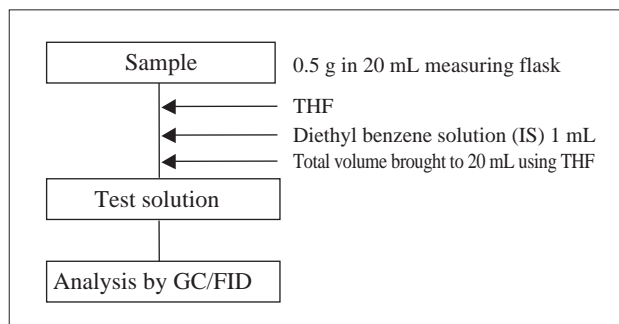 Sample
0.5 g in 20 mL measuring flask
THF
Diethyl benzene solution (IS) 1 mL
Total volume brought to 20 mL using THF
Test solution
Analysis by GC/FID